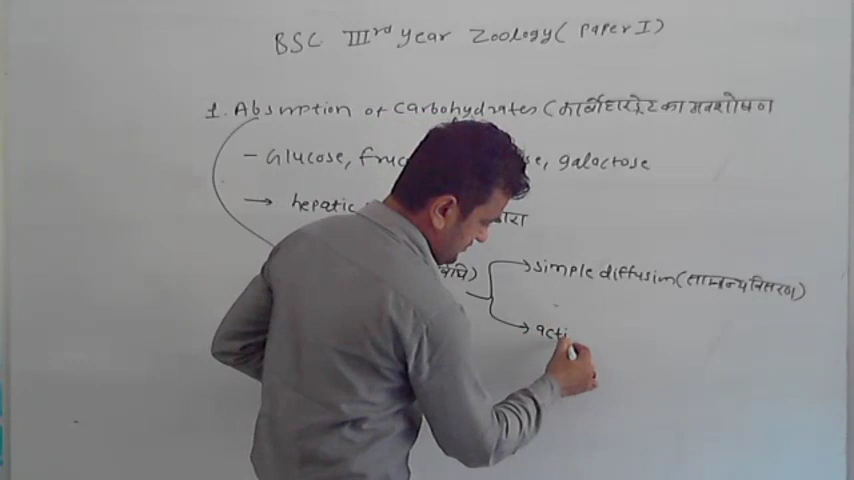 BSC IIIrd year Zoology ( Paper I )
1. Absorption of Carbohydrates ( कार्बोहाइड्रेट का अवशोषण
- Glucose, fruc se, galactose
→ hepatic द्वारा
विधि) → simple diffusion (सामान्य विसरण)
→ acti